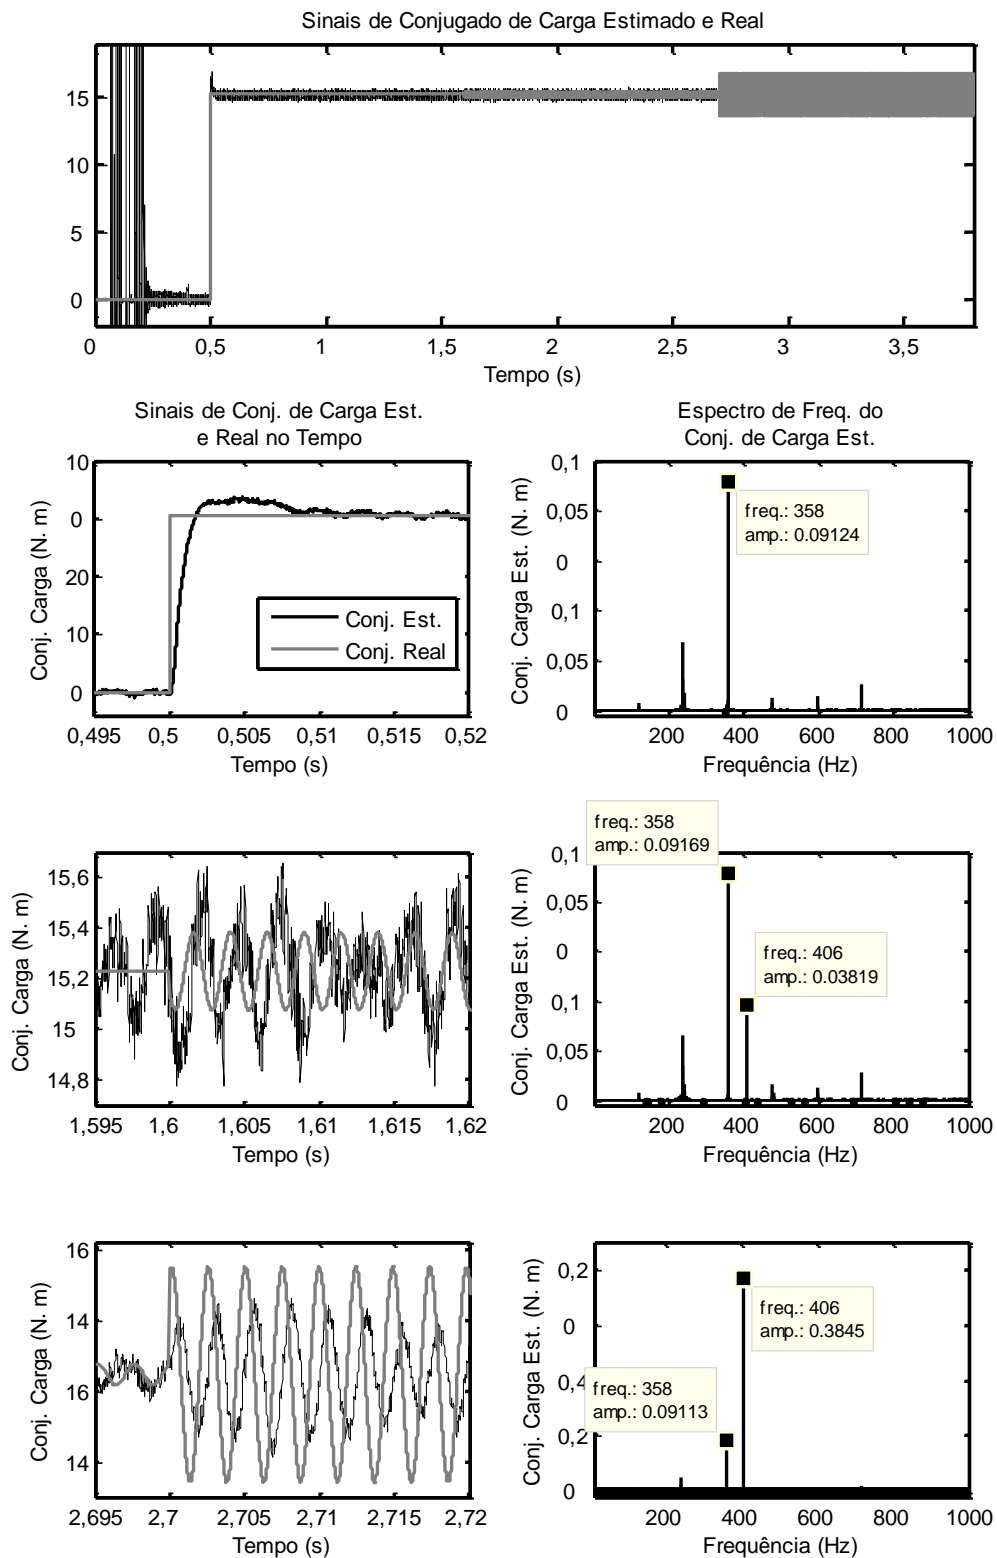 Sinais de Conjugado de Carga Estimado e Real
15
10
5
0
0 0,5 1 1,5 2 2,5 3 3,5
Tempo (s)
Sinais de Conj. de Carga Est.
e Real no Tempo
Conj. Carga (N. m)
10
0
20
10
0
Conj. Est.
Conj. Real
0,495 0,5 0,505 0,51 0,515 0,52
Tempo (s)
Espectro de Freq. do
Conj. de Carga Est.
Conj. Carga Est. (N. m)
0,1
0,05
0
0,1
0,05
0
freq.: 358
amp.: 0.09124
200 400 600 800 1000
Frequência (Hz)
Conj. Carga (N. m)
15,6
15,4
15,2
15
14,8
1,595 1,6 1,605 1,61 1,615 1,62
Tempo (s)
freq.: 358
amp.: 0.09169
Conj. Carga Est. (N. m)
0,1
0,05
0
0,1
0,05
0
freq.: 406
amp.: 0.03819
200 400 600 800 1000
Frequência (Hz)
Conj. Carga (N. m)
16
14
16
14
2,695 2,7 2,705 2,71 2,715 2,72
Tempo (s)
Conj. Carga Est. (N. m)
0,2
0
0,4
0,2
0
freq.: 406
amp.: 0.3845
freq.: 358
amp.: 0.09113
200 400 600 800 1000
Frequência (Hz)